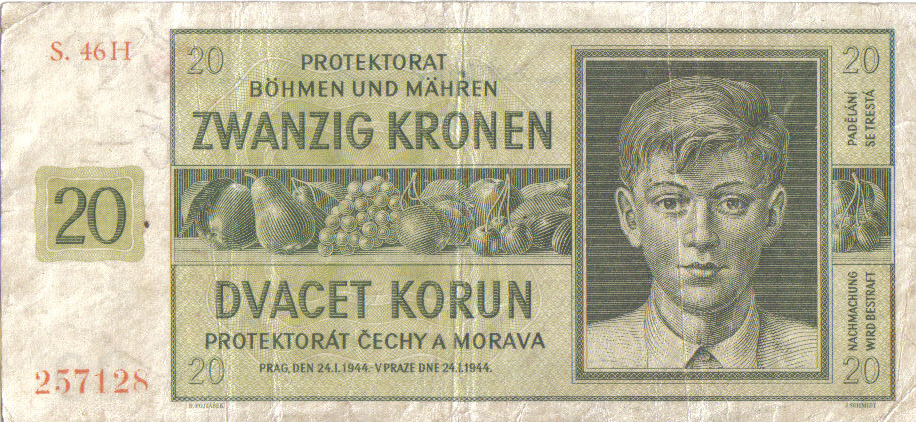 S. 46H
20
PROTEKTORAT
BÖHMEN UND MÄHREN
ZWANZIG KRONEN
20
PADĚLÁNÍ
SE TRESTÁ
20
DVACET KORUN
PROTEKTORÁT ČECHY A MORAVA
PRAG, DEN 24.I.1944 - V PRAZE DNE 24.I.1944.
NACHMACHUNG
WIRD BESTRAFT
257128
20
20
J. SCHMIDT